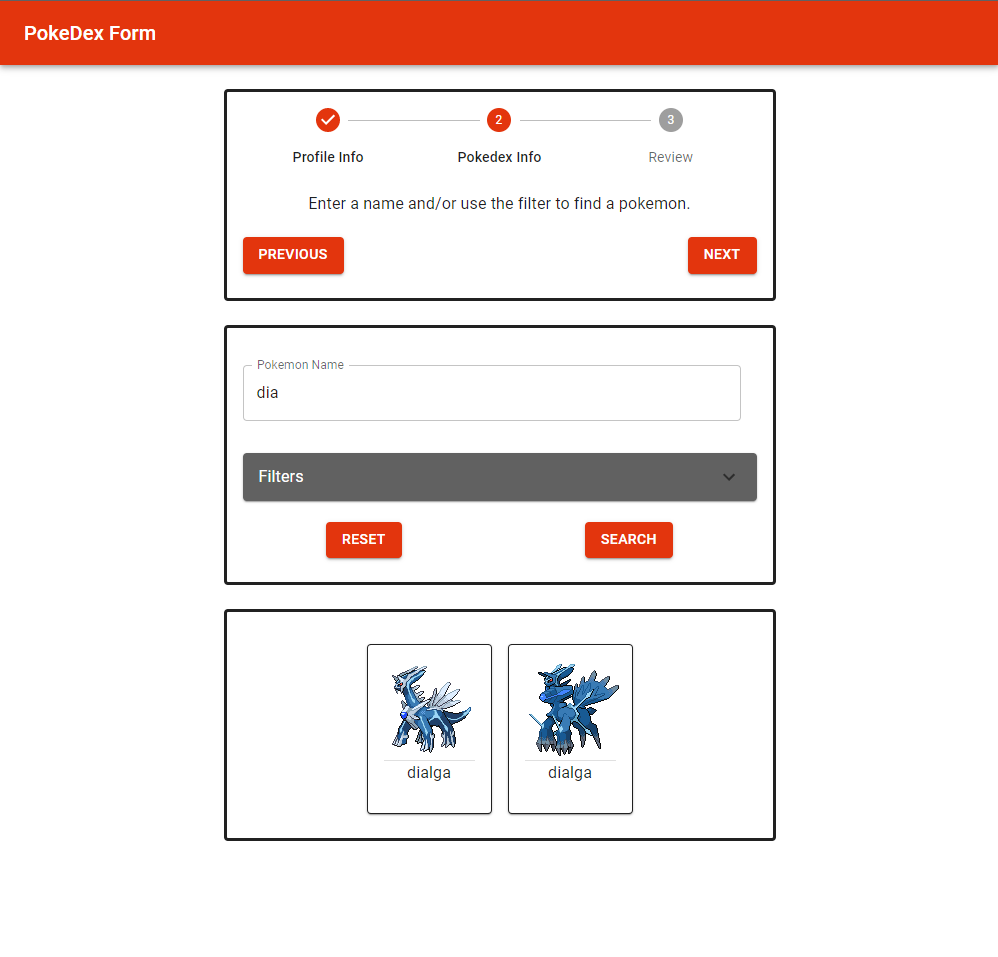 PokeDex Form
2
3
Profile Info
Pokedex Info
Review
Enter a name and/or use the filter to find a pokemon.
PREVIOUS
NEXT
Pokemon Name
dia
Filters
RESET
SEARCH
dialga
dialga